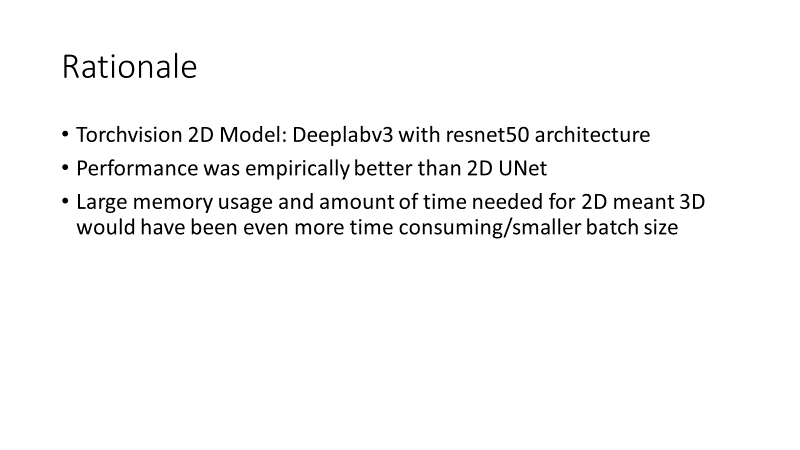 Rationale
• Torchvision 2D Model: Deeplabv3 with resnet50 architecture
• Performance was empirically better than 2D UNet
• Large memory usage and amount of time needed for 2D meant 3D
would have been even more time consuming/smaller batch size